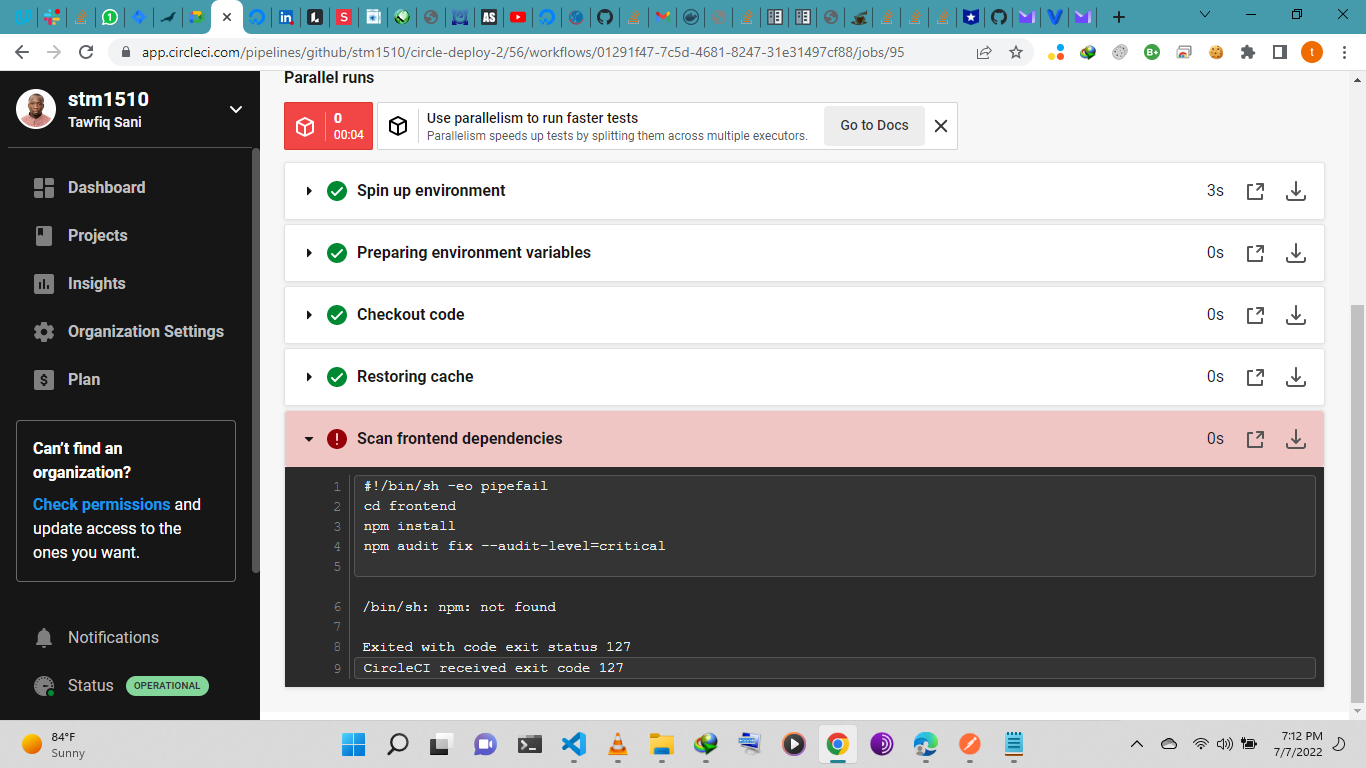 app.circleci.com/pipelines/github/stm1510/circle-deploy-2/56/workflows/01291f47-7c5d-4681-8247-31e31497cf88/jobs/95
stm1510
Tawfiq Sani
Dashboard
Projects
Insights
Organization Settings
Plan
Can't find an
organization?
Check permissions and
update access to the
ones you want.
Notifications
Status OPERATIONAL
Parallel runs
0
00:04
Use parallelism to run faster tests
Parallelism speeds up tests by splitting them across multiple executors.
Go to Docs
Spin up environment 3s
Preparing environment variables 0s
Checkout code 0s
Restoring cache 0s
Scan frontend dependencies 0s
1 #!/bin/sh -eo pipefail
2 cd frontend
3 npm install
4 npm audit fix --audit-level=critical
5
6 /bin/sh: npm: not found
7
8 Exited with code exit status 127
9 CircleCI received exit code 127
84°F
Sunny
7:12 PM
7/7/2022